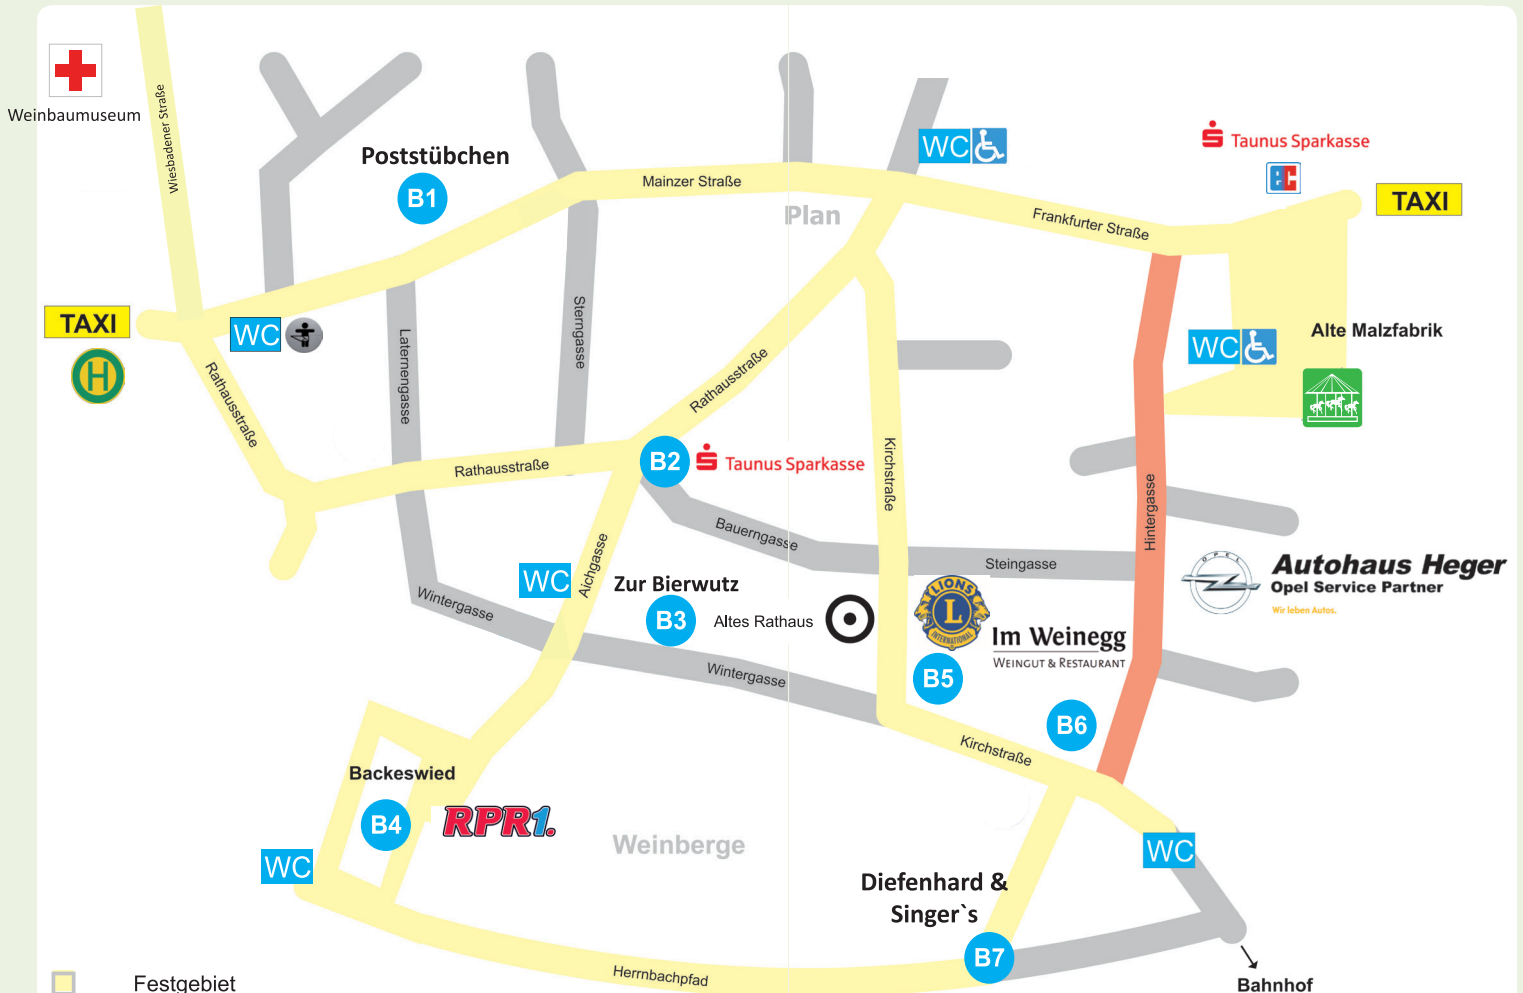 Weinbaumuseum
Wiesbadener Straße
Poststübchen
B1
Mainzer Straße
Plan
WC
Frankfurter Straße
Taunus Sparkasse
EC
TAXI
TAXI
H
WC
Rathausstraße
Laternengasse
Sterngasse
Rathausstraße
Rathausstraße
B2
Taunus Sparkasse
Kirchstraße
WC
Alte Malzfabrik
Hintergasse
Bauerngasse
Steingasse
Wintergasse
WC
Aichgasse
Zur Bierwutz
B3
Altes Rathaus
LIONS
L
INTERNATIONAL
B5
Im Weinegg
WEINGUT & RESTAURANT
OPEL
Autohaus Heger
Opel Service Partner
Wir leben Autos.
Wintergasse
B6
Kirchstraße
Backeswied
B4
RPR1.
WC
Weinberge
Diefenhard &
Singer`s
B7
WC
Herrnbachpfad
Bahnhof
Festgebiet